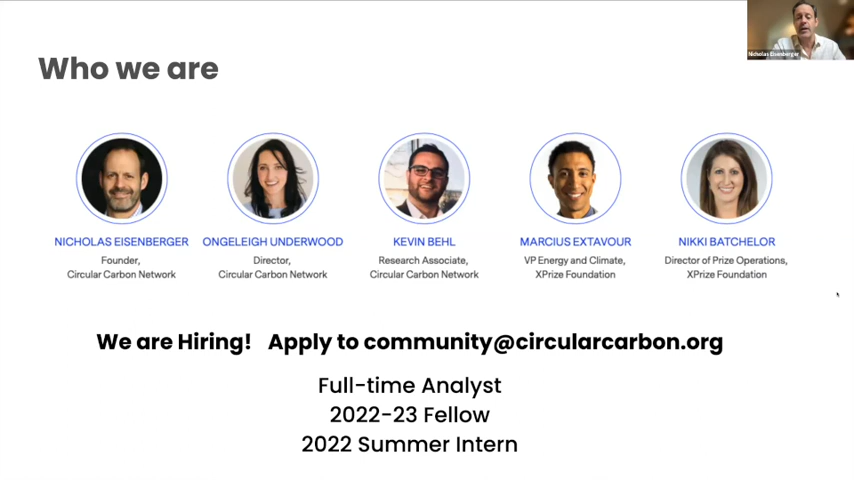 Nicholas Eisenberger
Who we are
NICHOLAS EISENBERGER
Founder,
Circular Carbon Network
ONGELEIGH UNDERWOOD
Director,
Circular Carbon Network
KEVIN BEHL
Research Associate,
Circular Carbon Network
MARCIUS EXTAVOUR
VP Energy and Climate,
XPrize Foundation
NIKKI BATCHELOR
Director of Prize Operations,
XPrize Foundation
We are Hiring! Apply to community@circularcarbon.org
Full-time Analyst
2022-23 Fellow
2022 Summer Intern